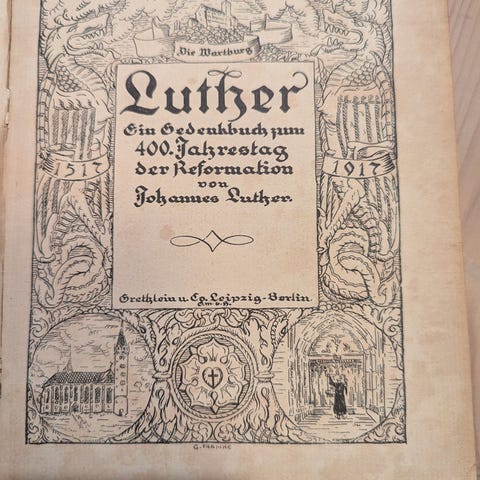 Die Wartburg
Luther
Ein Gedenkbuch zum
400. Jahrestag
der Reformation
von
Johannes Luther.
1517
1917
Grethlein u. Co. Leipzig-Berlin.
G.m.b.H.
G. FRANKE